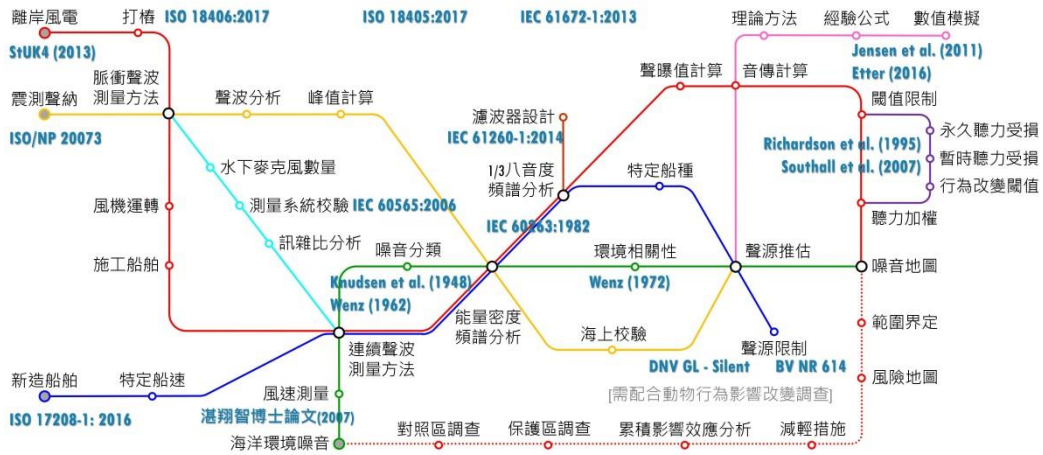 離岸風電
打樁
ISO 18406:2017
ISO 18405:2017
IEC 61672-1:2013
理論方法
經驗公式
數值模擬
StUK4 (2013)
Jensen et al. (2011)
Etter (2016)
脈衝聲波
測量方法
震測聲納
聲波分析
峰值計算
聲曝值計算
音傳計算
濾波器設計
IEC 61260-1:2014
閾值限制
ISO/NP 20073
永久聽力受損
Richardson et al. (1995)
暫時聽力受損
Southall et al. (2007)
行為改變閾值
1/3八音度
頻譜分析
特定船種
水下麥克風數量
風機運轉
測量系統校驗
IEC 60565:2006
聽力加權
IEC 60263:1982
訊雜比分析
噪音分類
環境相關性
聲源推估
施工船舶
噪音地圖
Knudsen et al. (1948)
Wenz (1962)
Wenz (1972)
能量密度
頻譜分析
海上校驗
範圍界定
連續聲波
測量方法
聲源限制
DNV GL - Silent
BV NR 614
新造船舶
特定船速
風險地圖
風速測量
[需配合動物行為影響改變調查]
ISO 17208-1: 2016
湛翔智博士論文(2007)
海洋環境噪音
對照區調查
保護區調查
累積影響效應分析
減輕措施